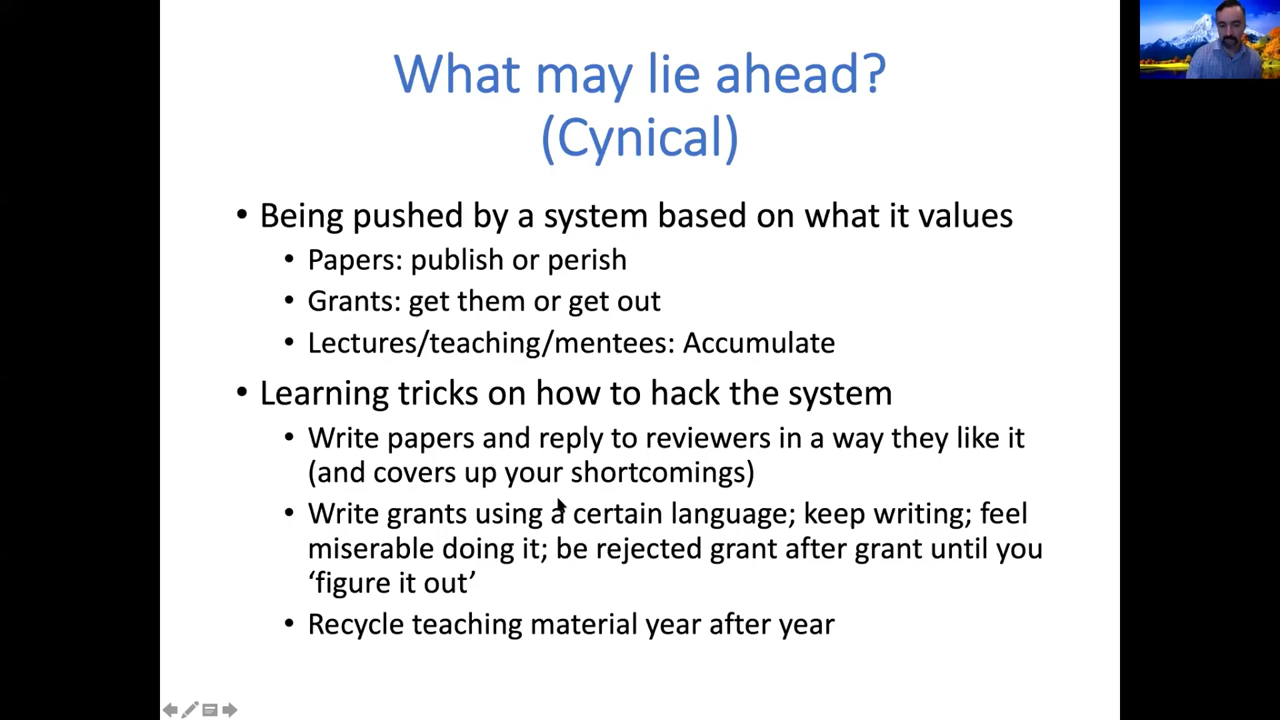 What may lie ahead?
(Cynical)
• Being pushed by a system based on what it values
• Papers: publish or perish
• Grants: get them or get out
• Lectures/teaching/mentees: Accumulate
• Learning tricks on how to hack the system
• Write papers and reply to reviewers in a way they like it
(and covers up your shortcomings)
• Write grants using a certain language; keep writing; feel
miserable doing it; be rejected grant after grant until you
‘figure it out’
• Recycle teaching material year after year